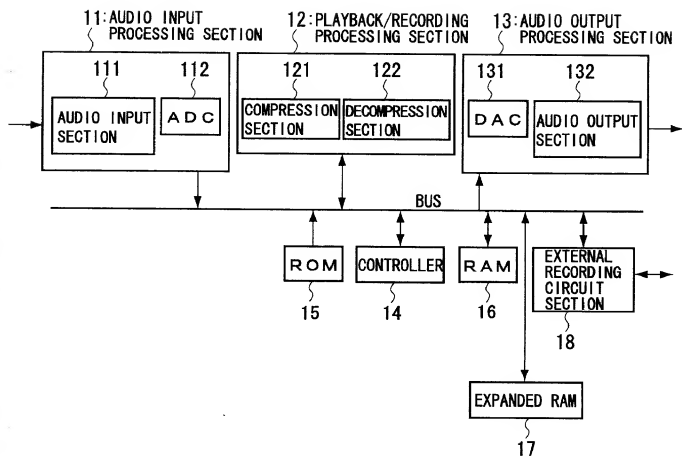 11:AUDIO INPUT
PROCESSING SECTION
12:PLAYBACK/RECORDING
PROCESSING SECTION
13:AUDIO OUTPUT
PROCESSING SECTION
111
112
121
122
131
132
AUDIO INPUT
SECTION
ADC
COMPRESSION
SECTION
DECOMPRESSION
SECTION
DAC
AUDIO OUTPUT
SECTION
BUS
ROM
CONTROLLER
RAM
EXTERNAL
RECORDING
CIRCUIT
SECTION
15
14
16
18
EXPANDED RAM
17